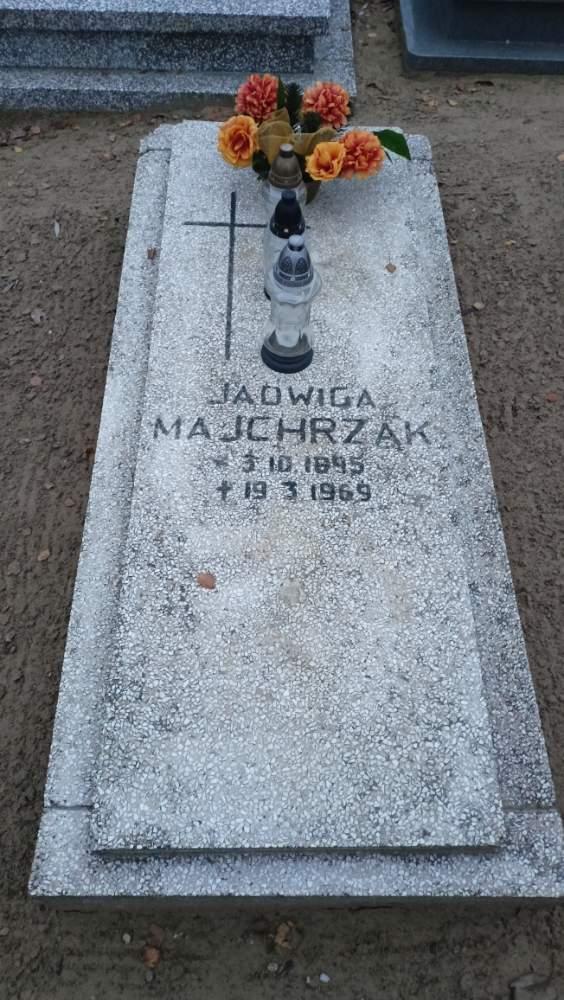 JADWIGA
MAJCHRZAK
* 3 10 1895
+ 19 3 1969